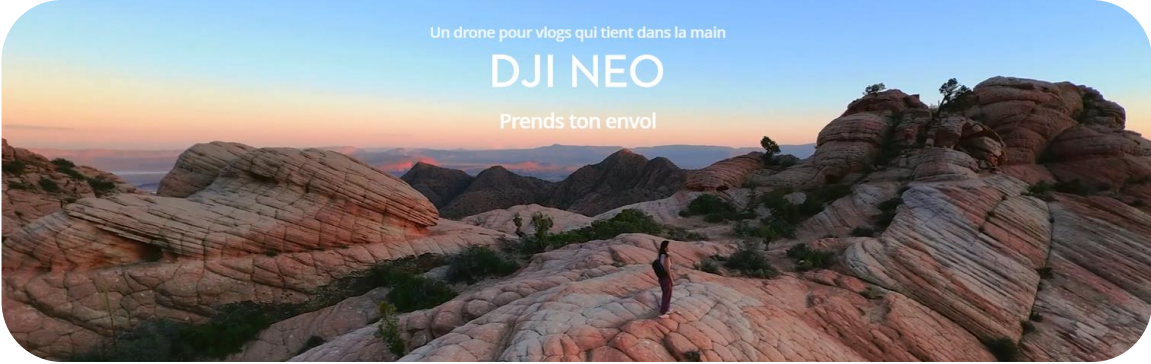 Un drone pour vlogs qui tient dans la main
DJI NEO
Prends ton envol